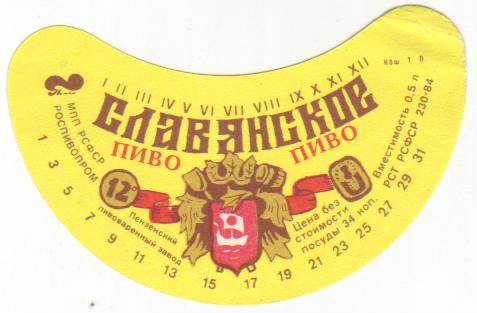 I II III IV V VI VII VIII IX X XI XII
СЛАВЯНСКОЕ
ПИВО ПИВО
МПП РСФСР
РОСПИВОПРОМ
12°
Пензенский
пивоваренный завод
Цена без
стоимости
посуды 34 коп.
Вместимость 0,5 л
РСТ РСФСР 230-84
1 3 5 7 9 11 13 15 17 19 21 23 25 27 29 31